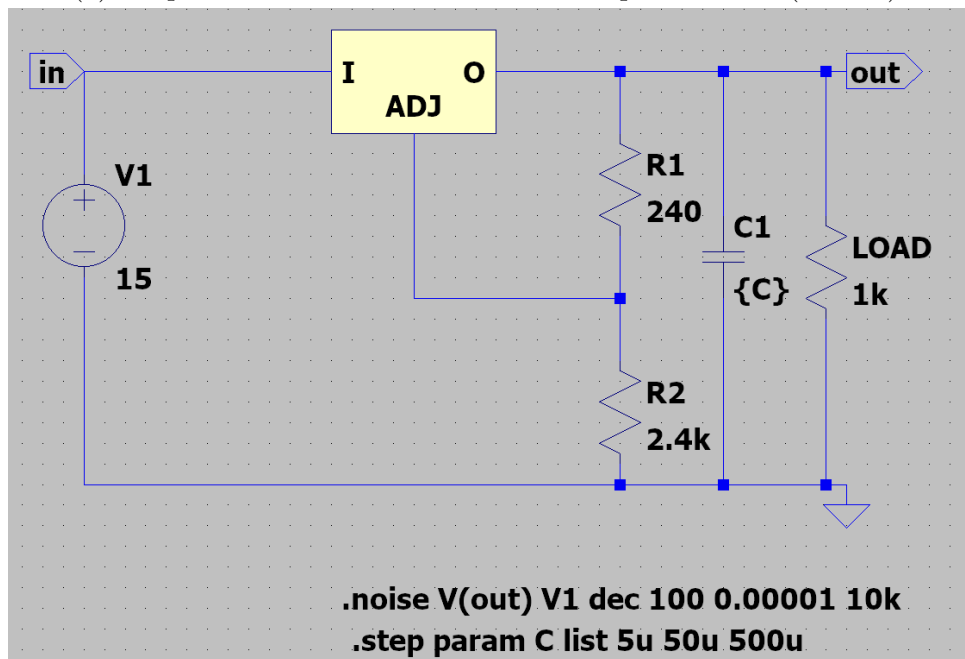 in
I
O
ADJ
out
V1
15
R1
240
C1
{C}
LOAD
1k
R2
2.4k
.noise V(out) V1 dec 100 0.00001 10k
.step param C list 5u 50u 500u